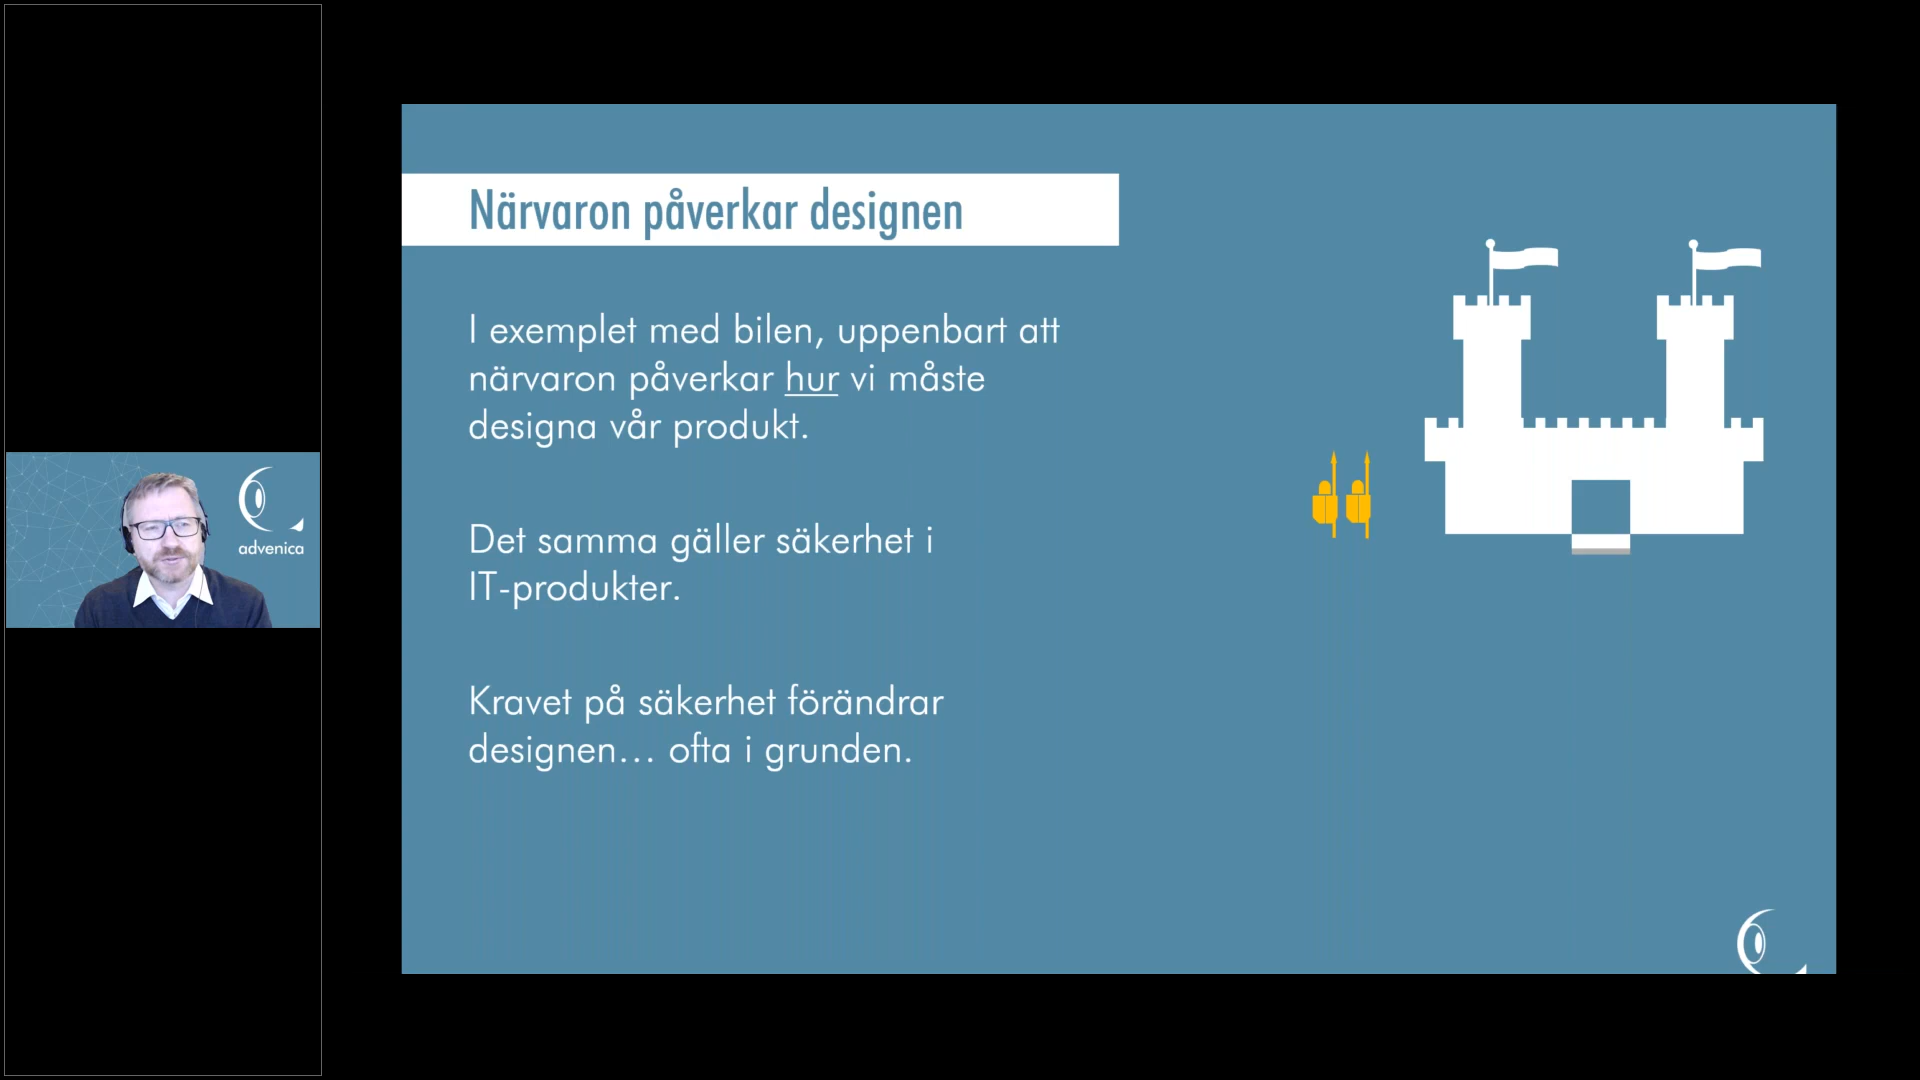 Närvaron påverkar designen
I exemplet med bilen, uppenbart att
närvaron påverkar hur vi måste
designa vår produkt.
Det samma gäller säkerhet i
IT-produkter.
Kravet på säkerhet förändrar
designen... ofta i grunden.
advenica